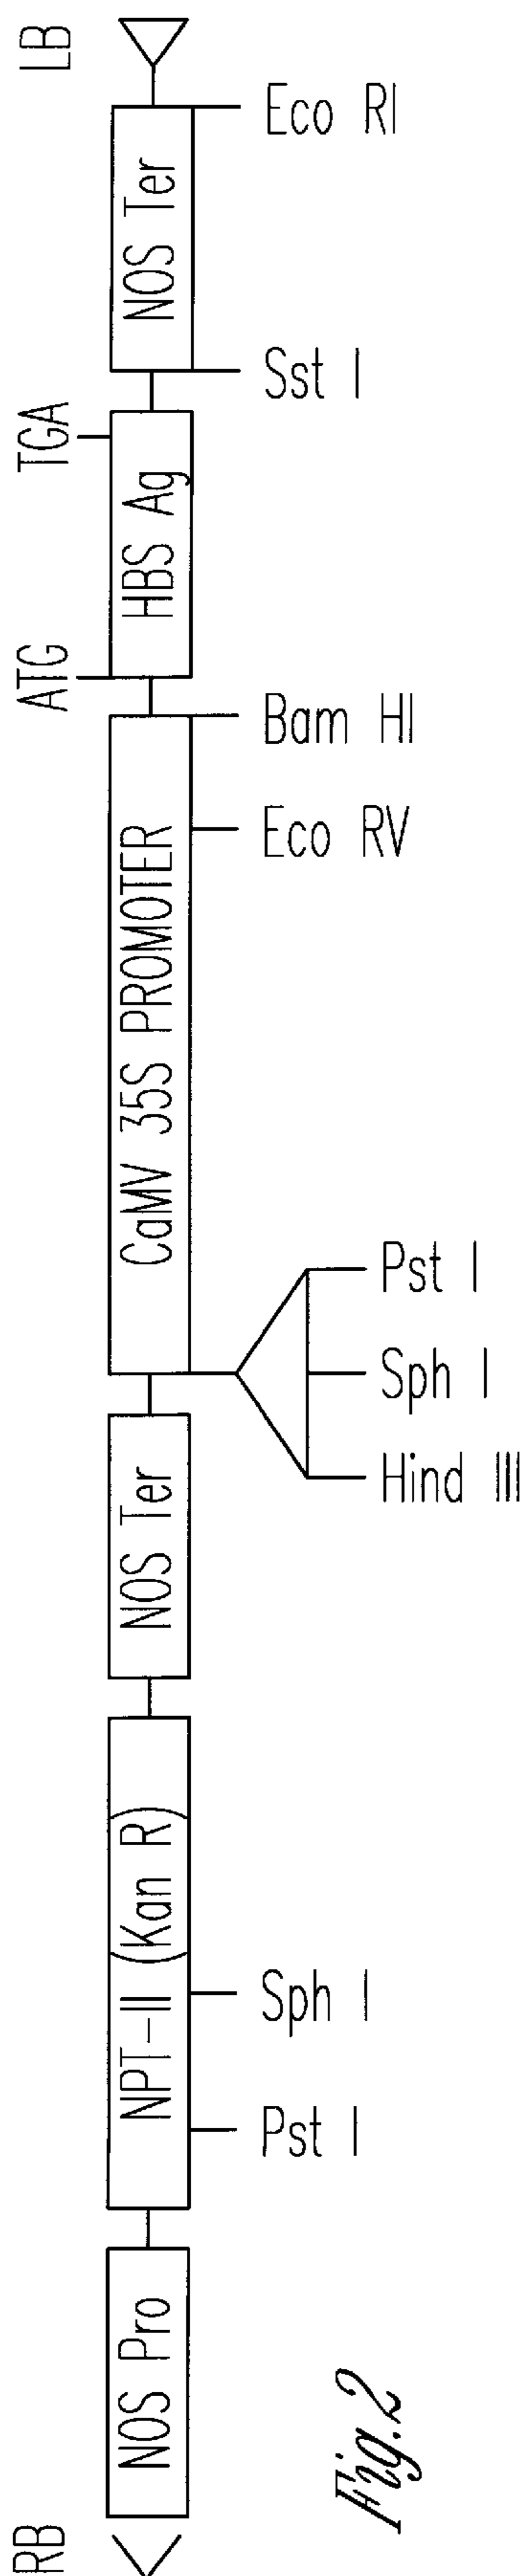 LB
Eco RI
NOS Ter
Sst I
TGA
HBS Ag
ATG
Bam HI
Eco RV
CaMV 35S PROMOTER
Pst I
Sph I
Hind III
NOS Ter
NPT-II (Kan R)
Sph I
Pst I
NOS Pro
RB
Fig.2